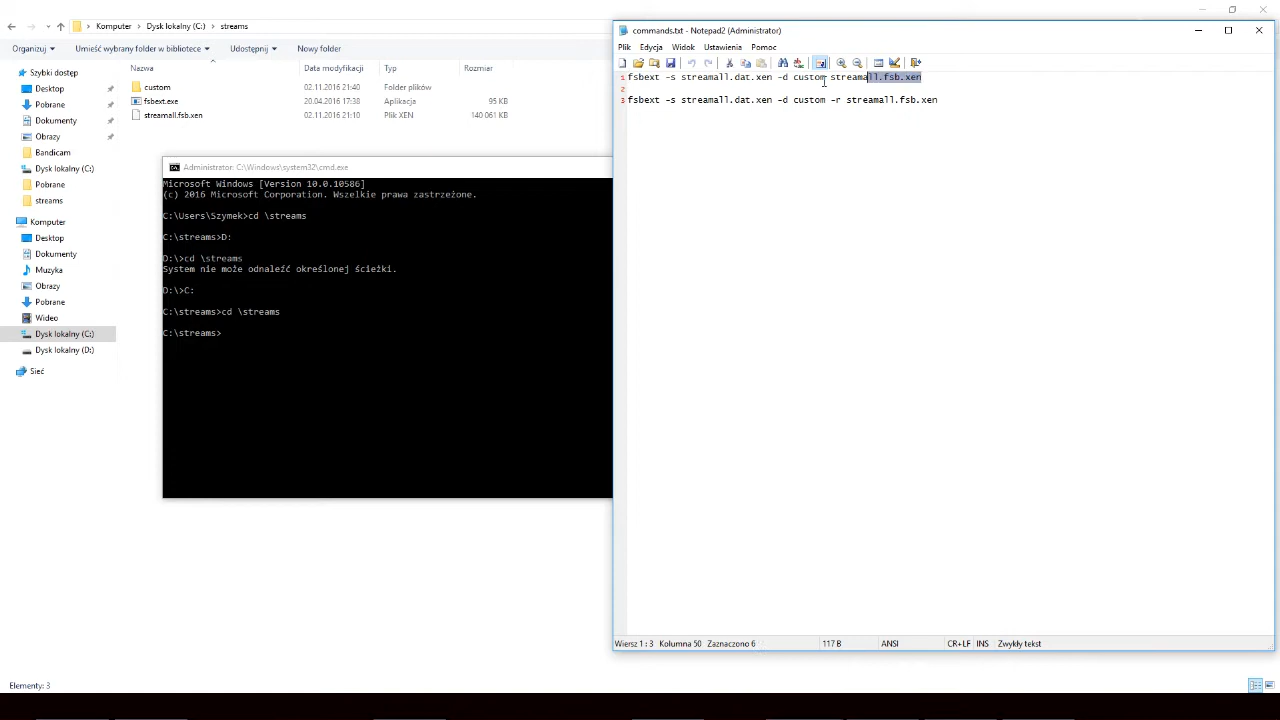 Komputer > Dysk lokalny (C:) > streams
Organizuj Umieść wybrany folder w bibliotece Udostępnij Nowy folder
Nazwa Data modyfikacji Typ Rozmiar
custom 02.11.2016 21:40 Folder plików
fsbext.exe 20.04.2016 17:38 Aplikacja 95 KB
streamall.fsb.xen 02.11.2016 21:10 Plik XEN 140 061 KB
Szybki dostęp
Desktop
Pobrane
Dokumenty
Obrazy
Bandicam
Dysk lokalny (C:)
Pobrane
streams
Komputer
Desktop
Dokumenty
Muzyka
Obrazy
Pobrane
Wideo
Dysk lokalny (C:)
Dysk lokalny (D:)
Sieć
Elementy: 3
Administrator: C:\Windows\system32\cmd.exe
Microsoft Windows [Version 10.0.10586]
(c) 2016 Microsoft Corporation. Wszelkie prawa zastrzeżone.
C:\Users\Szymek>cd \streams
C:\streams>D:
D:\>cd \streams
System nie może odnaleźć określonej ścieżki.
D:\>C:
C:\streams>cd \streams
C:\streams>
commands.txt - Notepad2 (Administrator)
Plik Edycja Widok Ustawienia Pomoc
1 fsbext -s streamall.dat.xen -d custom streamall.fsb.xen
2
3 fsbext -s streamall.dat.xen -d custom -r streamall.fsb.xen
Wiersz 1 : 3 Kolumna 50 Zaznaczono 6 117 B ANSI CR+LF INS Zwykły tekst